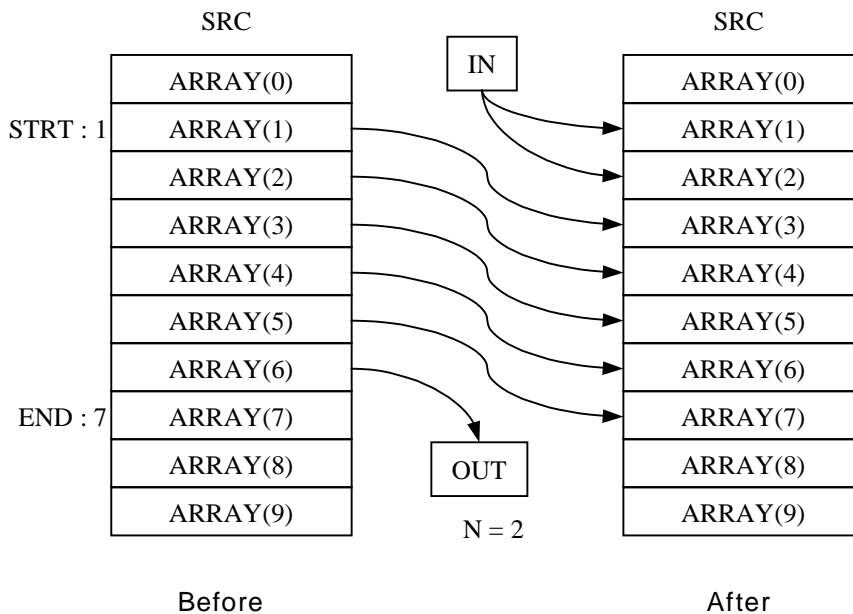 SRC
ARRAY(0)
STRT : 1
ARRAY(1)
ARRAY(2)
ARRAY(3)
ARRAY(4)
ARRAY(5)
ARRAY(6)
END : 7
ARRAY(7)
ARRAY(8)
ARRAY(9)
Before
IN
OUT
N = 2
SRC
ARRAY(0)
ARRAY(1)
ARRAY(2)
ARRAY(3)
ARRAY(4)
ARRAY(5)
ARRAY(6)
ARRAY(7)
ARRAY(8)
ARRAY(9)
After